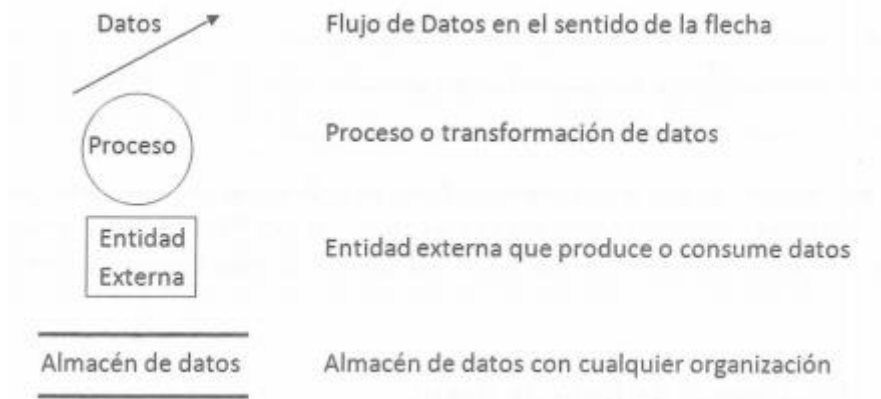 Datos
Flujo de Datos en el sentido de la flecha
Proceso
Proceso o transformación de datos
Entidad
Externa
Entidad externa que produce o consume datos
Almacén de datos
Almacén de datos con cualquier organización